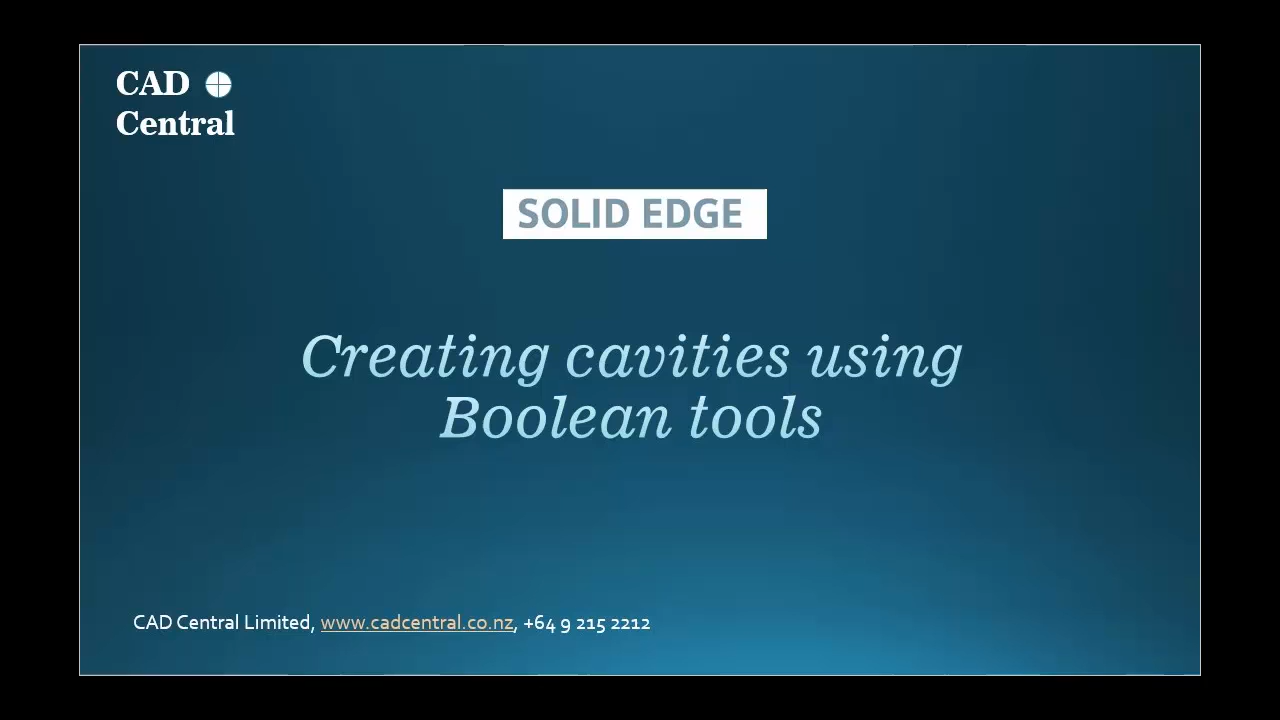 CAD
Central
SOLID EDGE
Creating cavities using
Boolean tools
CAD Central Limited, www.cadcentral.co.nz, +64 9 215 2212